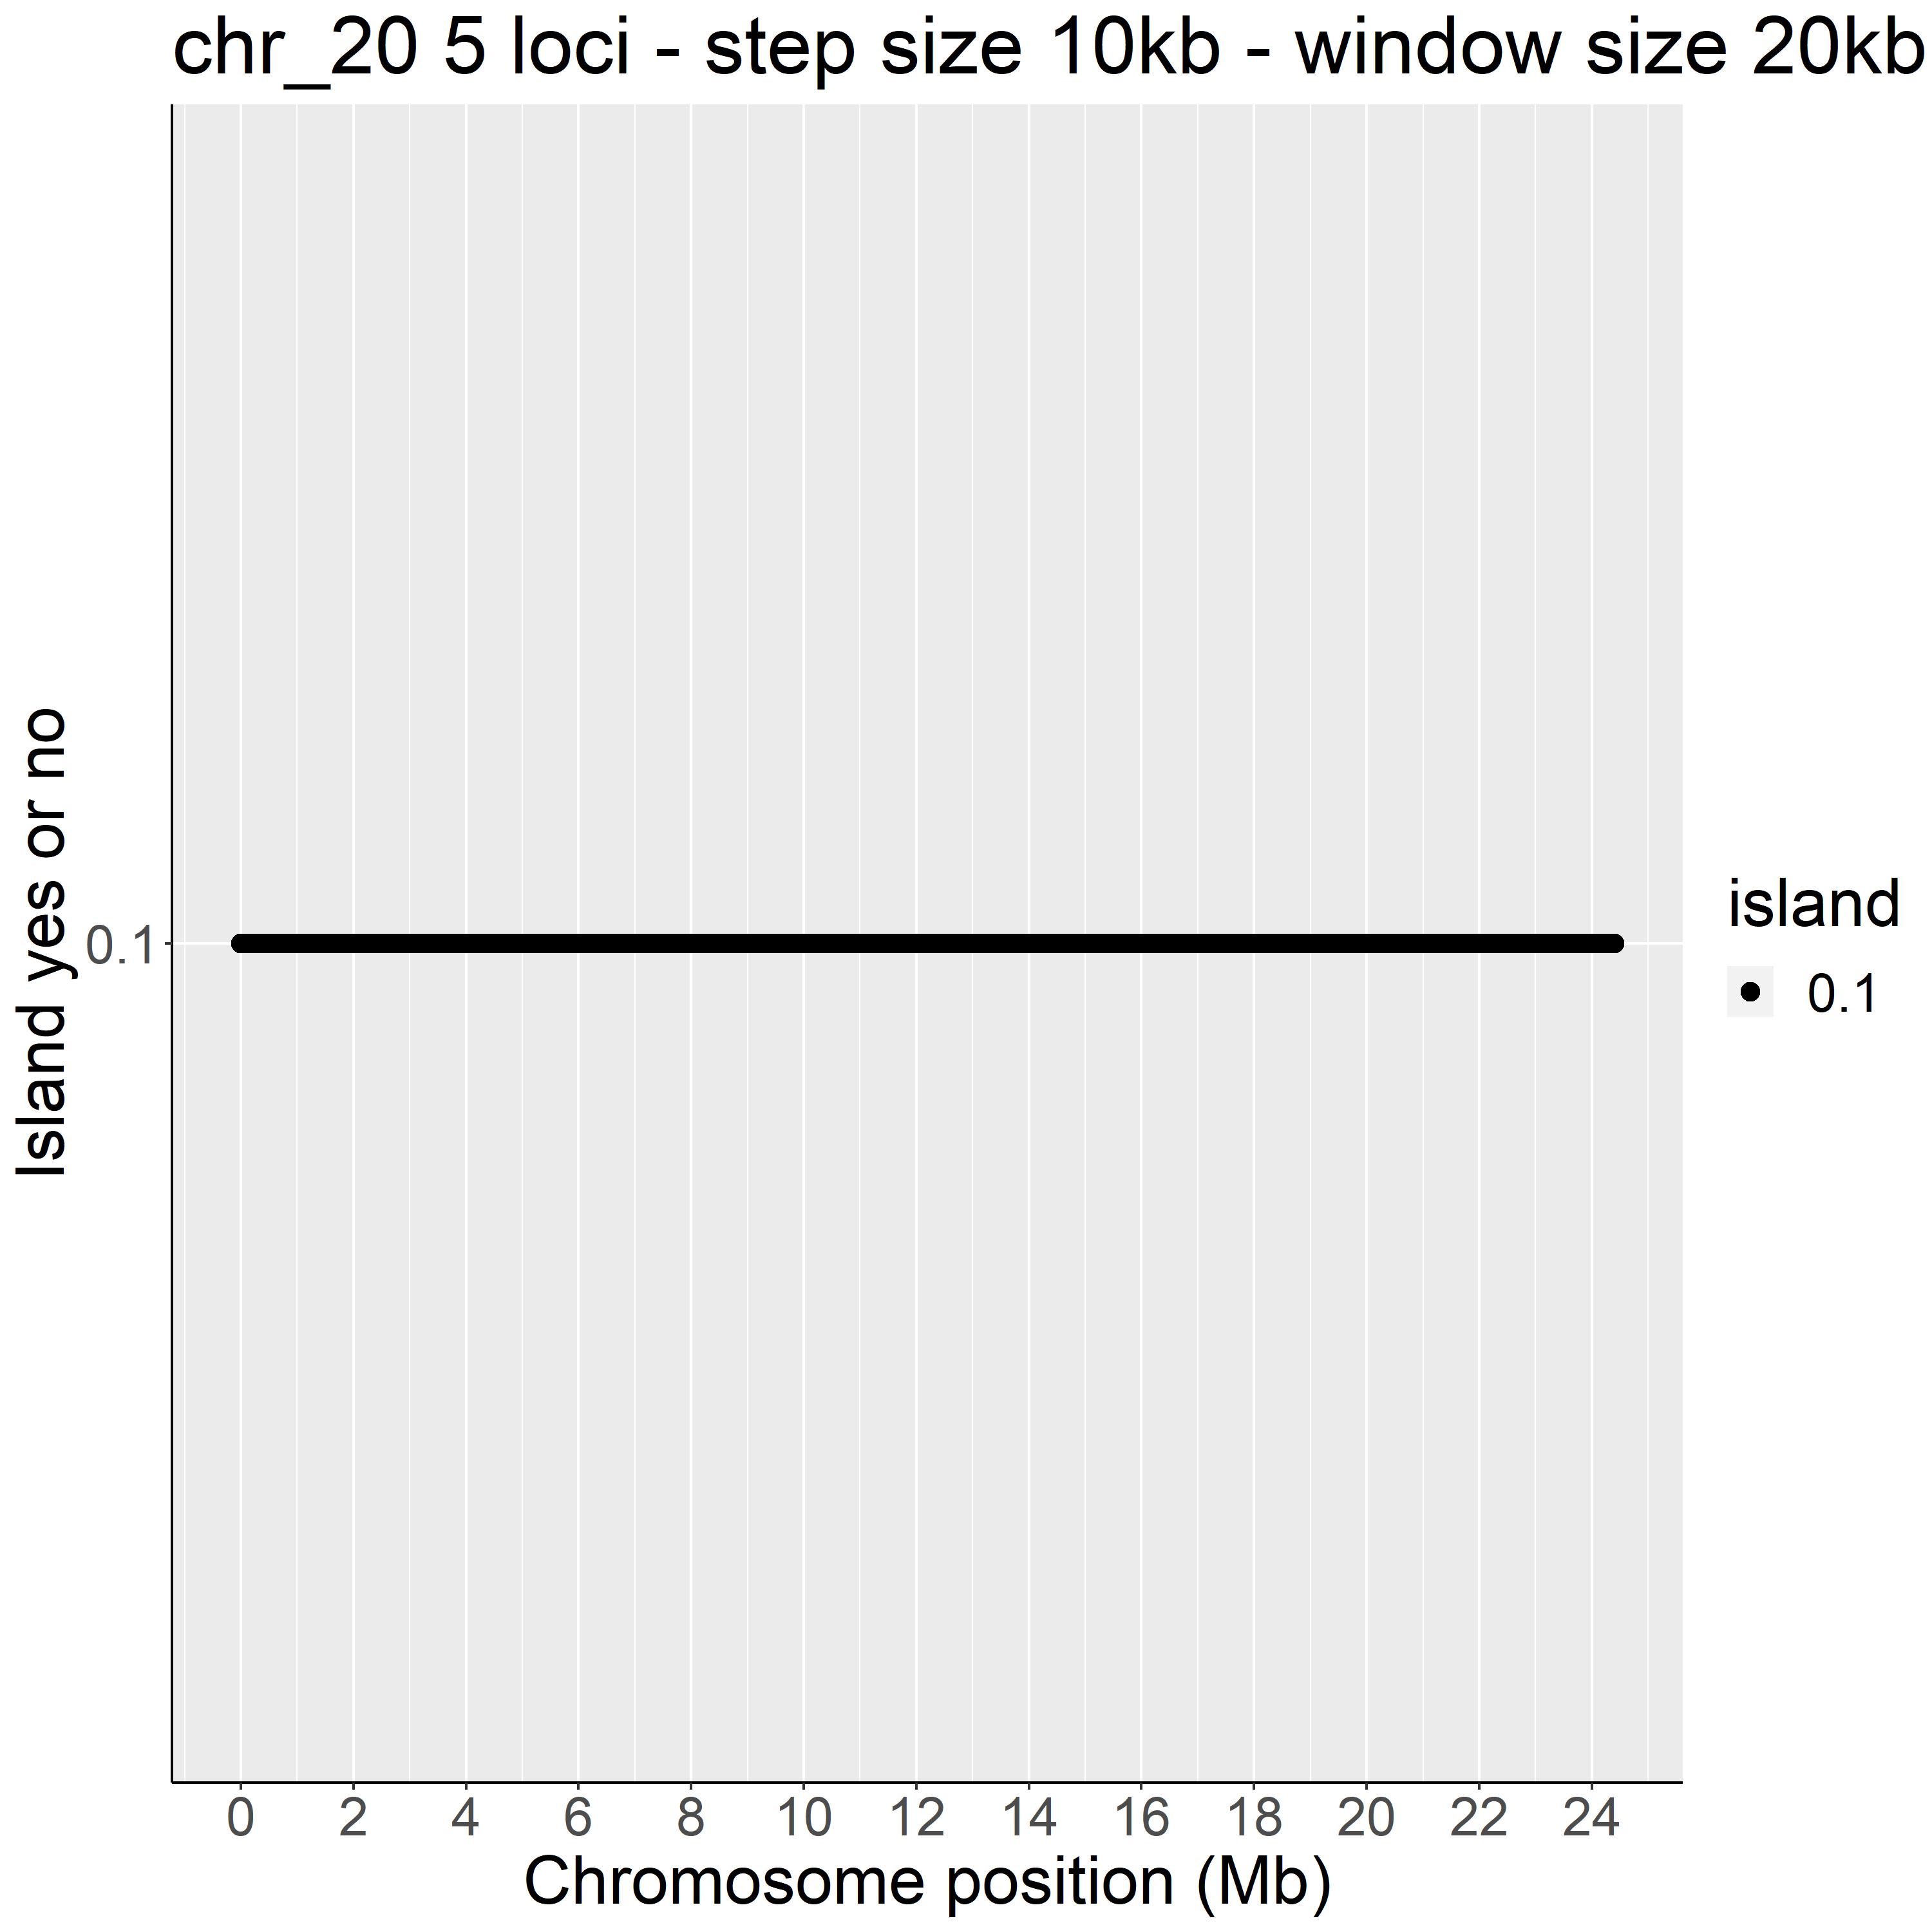 chr_20 5 loci - step size 10kb - window size 20kb
Island yes or no
0.1
island
0.1
0 2 4 6 8 10 12 14 16 18 20 22 24
Chromosome position (Mb)